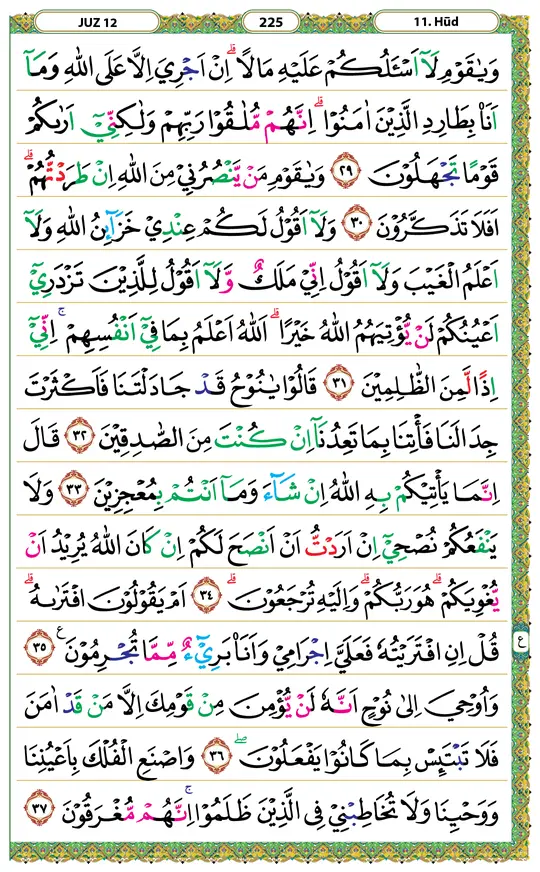 JUZ 12 225 11. Hūd
وَيٰقَوْمِ لَآ اَسْـَٔلُكُمْ عَلَيْهِ مَالًا ۗاِنْ اَجْرِيَ اِلَّا عَلَى اللّٰهِ وَمَآ
اَنَا۠ بِطَارِدِ الَّذِيْنَ اٰمَنُوْا ۗاِنَّهُمْ مُّلٰقُوْا رَبِّهِمْ وَلٰكِنِّيْٓ اَرٰىكُمْ
قَوْمًا تَجْهَلُوْنَ ٢٩ وَيٰقَوْمِ مَنْ يَّنْصُرُنِيْ مِنَ اللّٰهِ اِنْ طَرَدْتُّهُمْ ۗ
اَفَلَا تَذَكَّرُوْنَ ٣٠ وَلَآ اَقُوْلُ لَكُمْ عِنْدِيْ خَزَاۤىِٕنُ اللّٰهِ وَلَآ
اَعْلَمُ الْغَيْبَ وَلَآ اَقُوْلُ اِنِّيْ مَلَكٌ وَّلَآ اَقُوْلُ لِلَّذِيْنَ تَزْدَرِيْٓ
اَعْيُنُكُمْ لَنْ يُّؤْتِيَهُمُ اللّٰهُ خَيْرًا ۗ اَللّٰهُ اَعْلَمُ بِمَا فِيْٓ اَنْفُسِهِمْ ۚ اِنِّيْٓ
اِذًا لَّمِنَ الظّٰلِمِيْنَ ٣١ قَالُوْا يٰنُوْحُ قَدْ جَادَلْتَنَا فَاَكْثَرْتَ
جِدَالَنَا فَأْتِنَا بِمَا تَعِدُنَآ اِنْ كُنْتَ مِنَ الصّٰدِقِيْنَ ٣٢ قَالَ
اِنَّمَا يَأْتِيْكُمْ بِهِ اللّٰهُ اِنْ شَاۤءَ وَمَآ اَنْتُمْ بِمُعْجِزِيْنَ ٣٣ وَلَا
يَنْفَعُكُمْ نُصْحِيْٓ اِنْ اَرَدْتُّ اَنْ اَنْصَحَ لَكُمْ اِنْ كَانَ اللّٰهُ يُرِيْدُ اَنْ
يُّغْوِيَكُمْ ۗهُوَ رَبُّكُمْ ۗوَاِلَيْهِ تُرْجَعُوْنَ ۗ ٣٤ اَمْ يَقُوْلُوْنَ افْتَرٰىهُ ۗ
قُلْ اِنِ افْتَرَيْتُهٗ فَعَلَيَّ اِجْرَامِيْ وَاَنَا۠ بَرِيْۤءٌ مِّمَّا تُجْرِمُوْنَ ࣖ ٣٥
ع
وَاُوْحِيَ اِلٰى نُوْحٍ اَنَّهٗ لَنْ يُّؤْمِنَ مِنْ قَوْمِكَ اِلَّا مَنْ قَدْ اٰمَنَ
فَلَا تَبْتَىِٕسْ بِمَا كَانُوْا يَفْعَلُوْنَ ۖ ٣٦ وَاصْنَعِ الْفُلْكَ بِاَعْيُنِنَا
وَوَحْيِنَا وَلَا تُخَاطِبْنِيْ فِى الَّذِيْنَ ظَلَمُوْا ۚاِنَّهُمْ مُّغْرَقُوْنَ ٣٧